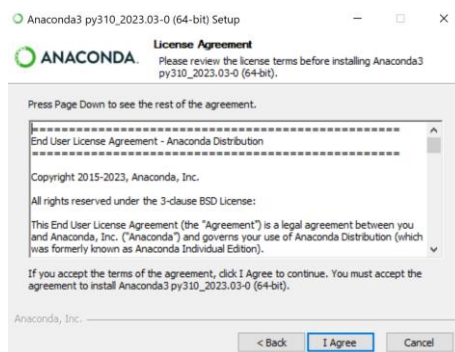 Anaconda3 py310_2023.03-0 (64-bit) Setup
ANACONDA.
License Agreement
Please review the license terms before installing Anaconda3
py310_2023.03-0 (64-bit).
Press Page Down to see the rest of the agreement.
================================================
End User License Agreement - Anaconda Distribution
================================================
Copyright 2015-2023, Anaconda, Inc.
All rights reserved under the 3-clause BSD License:
This End User License Agreement (the "Agreement") is a legal agreement between you
and Anaconda, Inc. ("Anaconda") and governs your use of Anaconda Distribution (which
was formerly known as Anaconda Individual Edition).
If you accept the terms of the agreement, click I Agree to continue. You must accept the
agreement to install Anaconda3 py310_2023.03-0 (64-bit).
Anaconda, Inc.
< Back
I Agree
Cancel